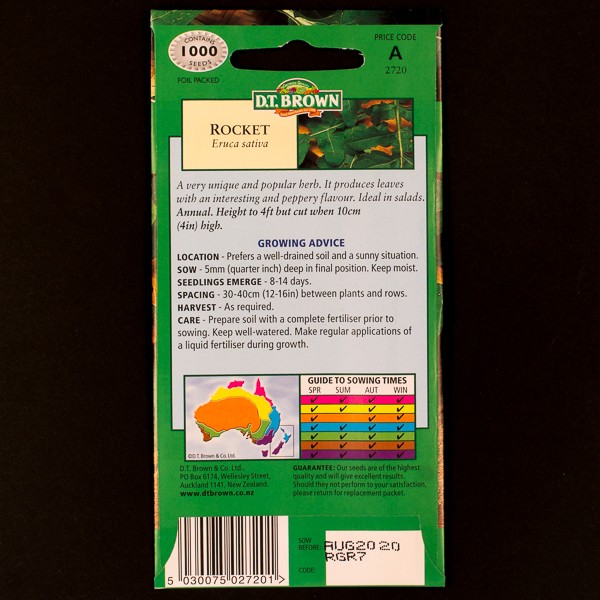 CONTAINS
1000
SEEDS
FOIL PACKED
PRICE CODE
A
2720
D.T. BROWN
ROCKET
Eruca sativa
A very unique and popular herb. It produces leaves
with an interesting and peppery flavour. Ideal in salads.
Annual. Height to 4ft but cut when 10cm
(4in) high.
GROWING ADVICE
LOCATION - Prefers a well-drained soil and a sunny situation.
SOW - 5mm (quarter inch) deep in final position. Keep moist.
SEEDLINGS EMERGE - 8-14 days.
SPACING - 30-40cm (12-16in) between plants and rows.
HARVEST - As required.
CARE - Prepare soil with a complete fertiliser prior to
sowing. Keep well-watered. Make regular applications of
a liquid fertiliser during growth.
GUIDE TO SOWING TIMES
SPR SUM AUT WIN
©D.T. Brown & Co. Ltd.
D.T. Brown & Co. Ltd.,
PO Box 6174, Wellesley Street,
Auckland 1141, New Zealand.
www.dtbrown.co.nz
GUARANTEE: Our seeds are of the highest
quality and will give excellent results.
Should they not perform to your satisfaction,
please return for replacement packet.
SOW
BEFORE: AUG20 20
RGR7
CODE:
5 030075 027201 >